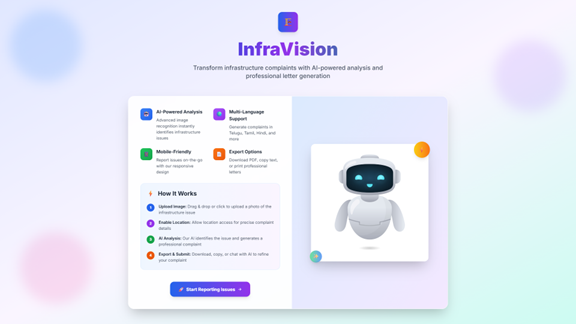 InfraVision
Transform infrastructure complaints with AI-powered analysis and
professional letter generation
AI-Powered Analysis
Advanced image
recognition instantly
identifies infrastructure
issues
Multi-Language
Support
Generate complaints in
Telugu, Tamil, Hindi, and
more
Mobile-Friendly
Report issues on the go
with our responsive
design
Export Options
Download PDF, copy text,
or print professional
letters
How It Works
1 Upload Image: Drag & drop or click to upload a photo of the
infrastructure issue
2 Enable Location: Allow location access for precise complaint
details
3 AI Analysis: Our AI identifies the issue and generates a
professional complaint
4 Export & Submit: Download, copy, or chat with AI to refine
your complaint
Start Reporting Issues